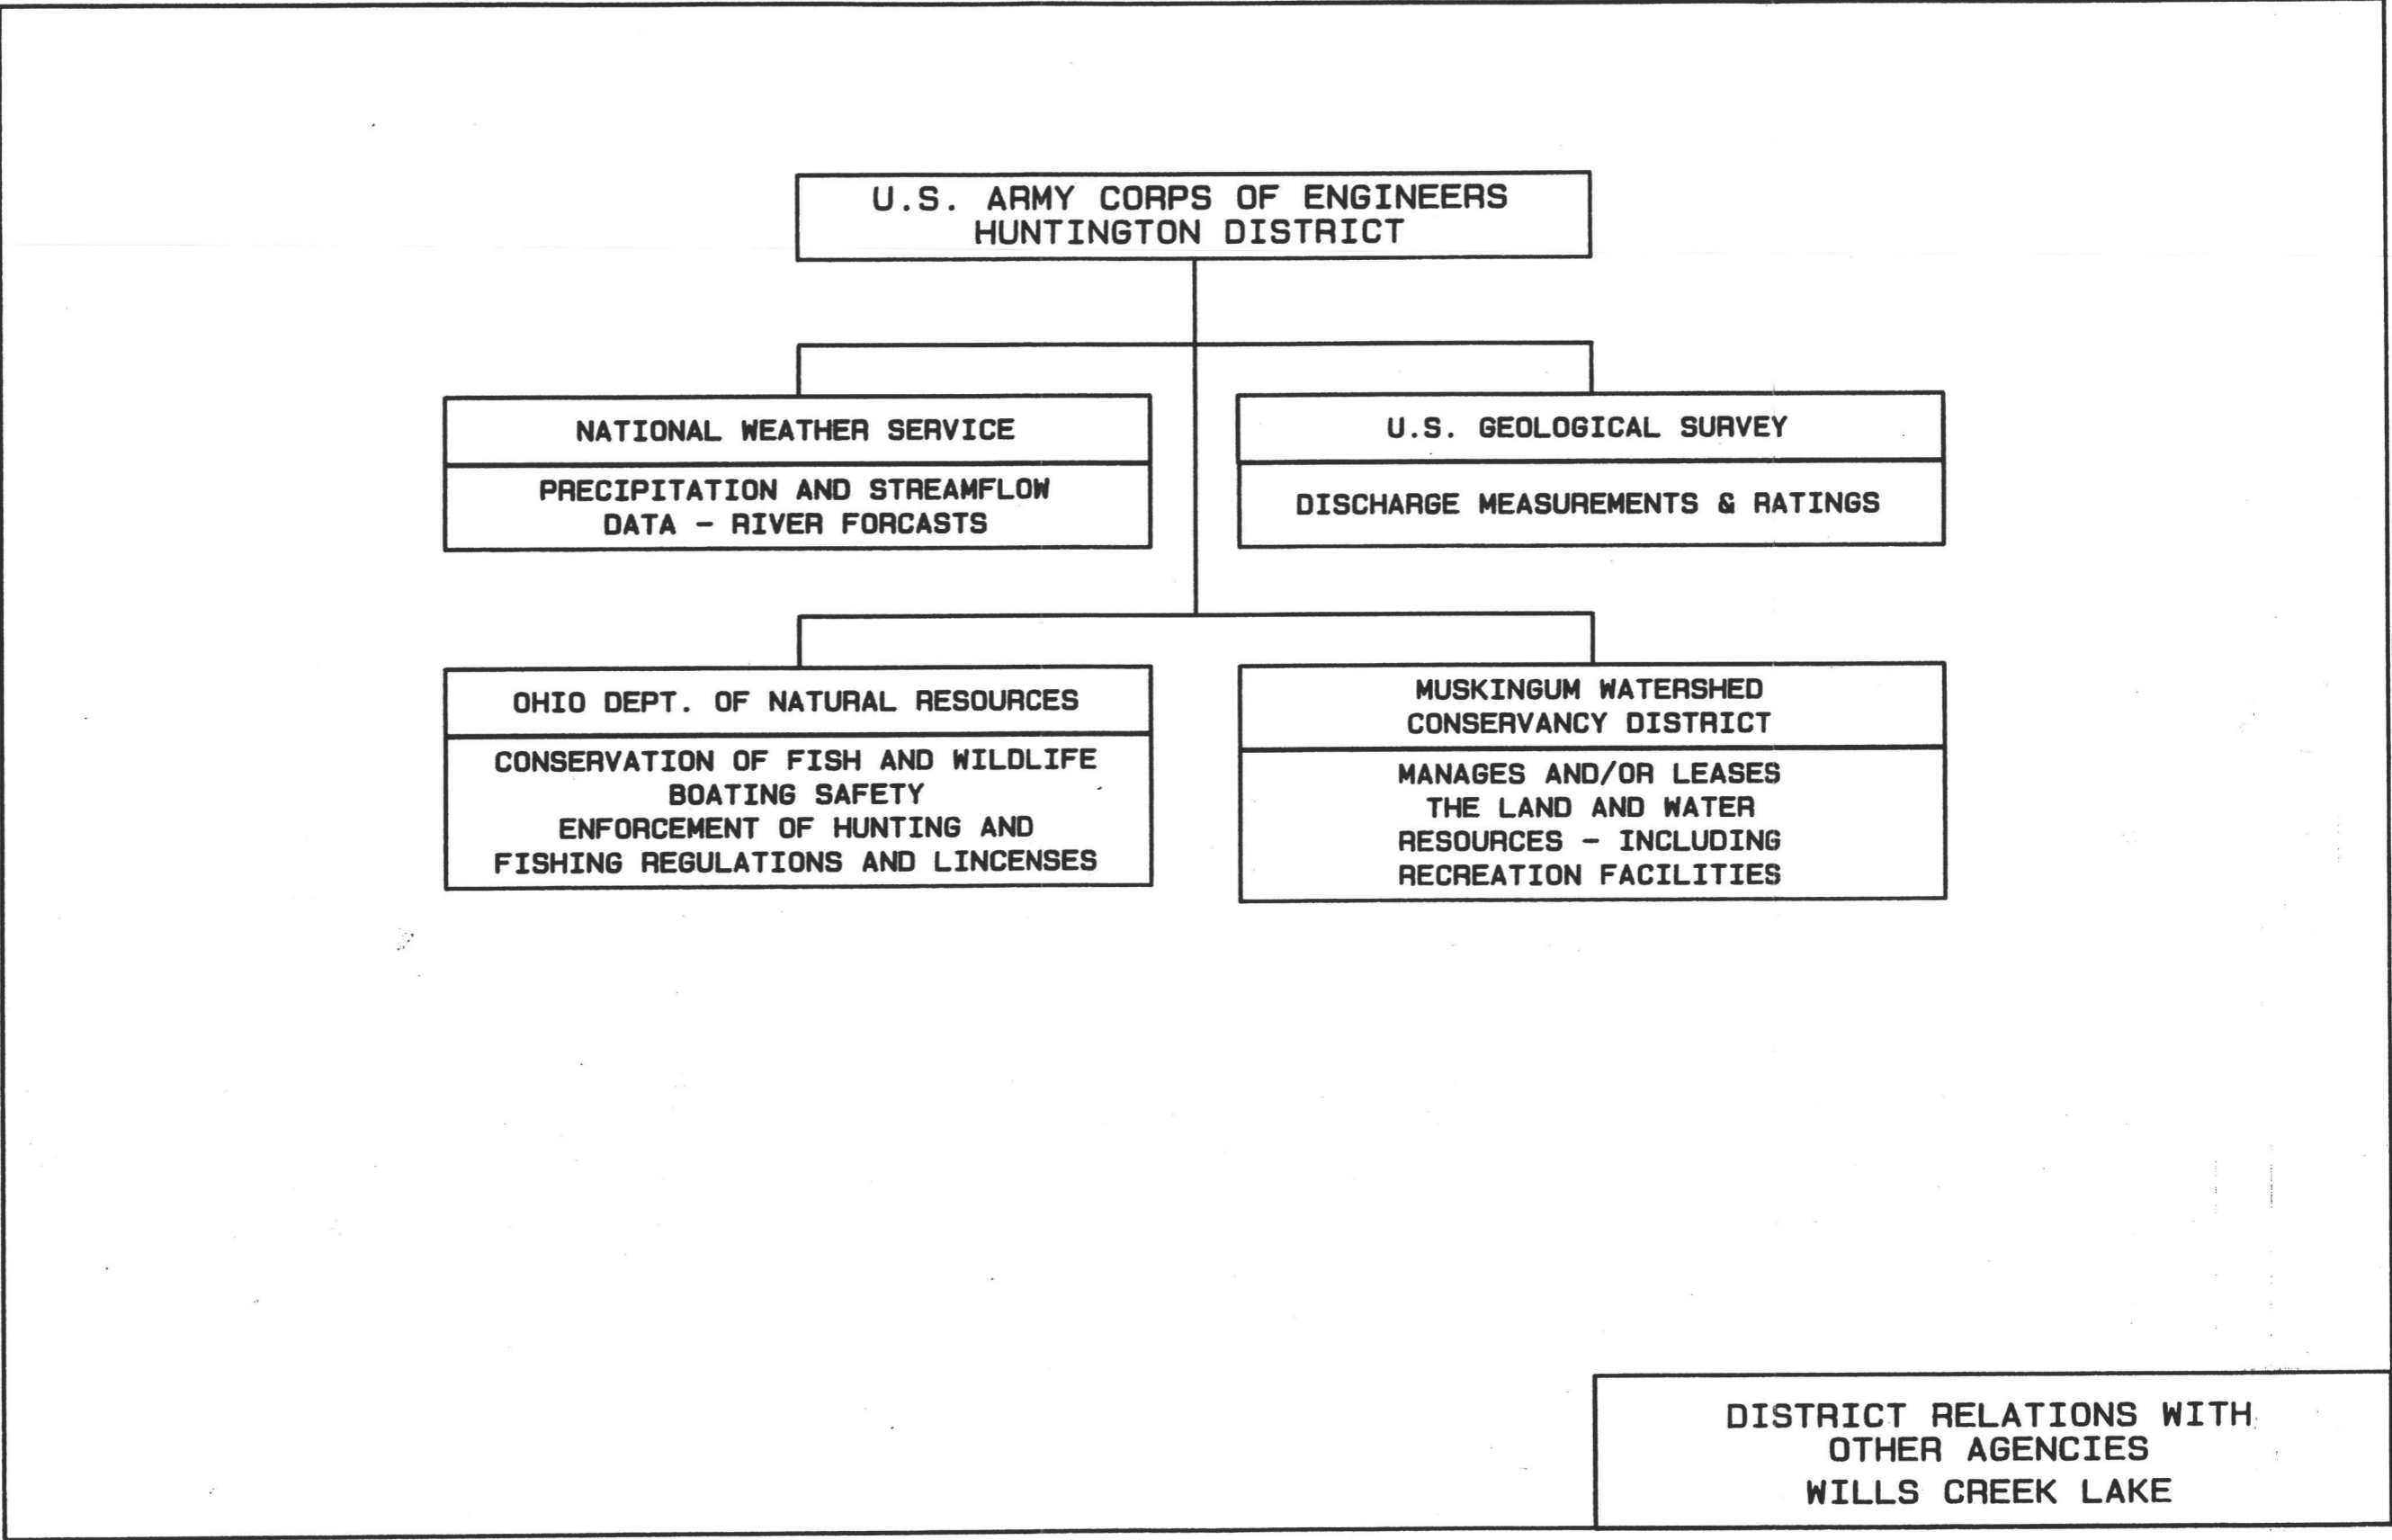 U.S. ARMY CORPS OF ENGINEERS
HUNTINGTON DISTRICT
NATIONAL WEATHER SERVICE
PRECIPITATION AND STREAMFLOW
DATA - RIVER FORCASTS
U.S. GEOLOGICAL SURVEY
DISCHARGE MEASUREMENTS & RATINGS
OHIO DEPT. OF NATURAL RESOURCES
CONSERVATION OF FISH AND WILDLIFE
BOATING SAFETY
ENFORCEMENT OF HUNTING AND
FISHING REGULATIONS AND LINCENSES
MUSKINGUM WATERSHED
CONSERVANCY DISTRICT
MANAGES AND/OR LEASES
THE LAND AND WATER
RESOURCES - INCLUDING
RECREATION FACILITIES
DISTRICT RELATIONS WITH
OTHER AGENCIES
WILLS CREEK LAKE